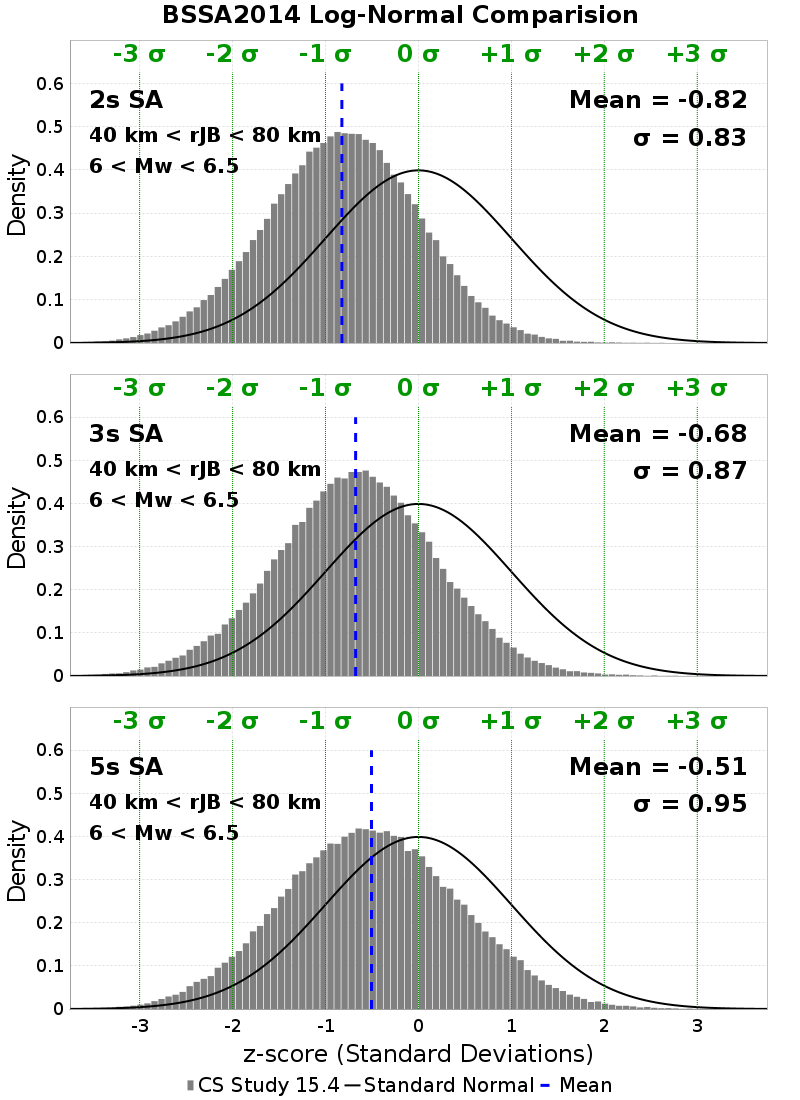 BSSA2014 Log-Normal Comparision
-3 σ -2 σ -1 σ 0 σ +1 σ +2 σ +3 σ
0.6
2s SA Mean = -0.82
0.5
40 km < rJB < 80 km σ = 0.83
6 < Mw < 6.5
0.4
0.3
0.2
0.1
0
Density
-3 σ -2 σ -1 σ 0 σ +1 σ +2 σ +3 σ
0.6
3s SA Mean = -0.68
0.5
40 km < rJB < 80 km σ = 0.87
6 < Mw < 6.5
0.4
0.3
0.2
0.1
0
Density
-3 σ -2 σ -1 σ 0 σ +1 σ +2 σ +3 σ
0.6
5s SA Mean = -0.51
0.5
40 km < rJB < 80 km σ = 0.95
6 < Mw < 6.5
0.4
0.3
0.2
0.1
0
Density
-3 -2 -1 0 1 2 3
z-score (Standard Deviations)
CS Study 15.4 Standard Normal Mean